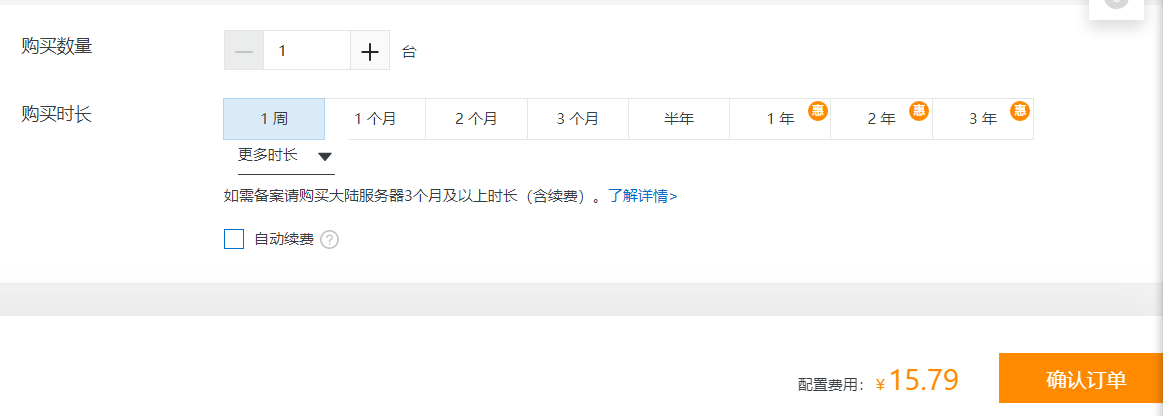 购买数量 1 台
购买时长 1 周 1 个月 2 个月 3 个月 半年 1 年 惠 2 年 惠 3 年 惠
更多时长
如需备案请购买大陆服务器3个月及以上时长（含续费）。了解详情>
自动续费 ?
配置费用：¥15.79 确认订单